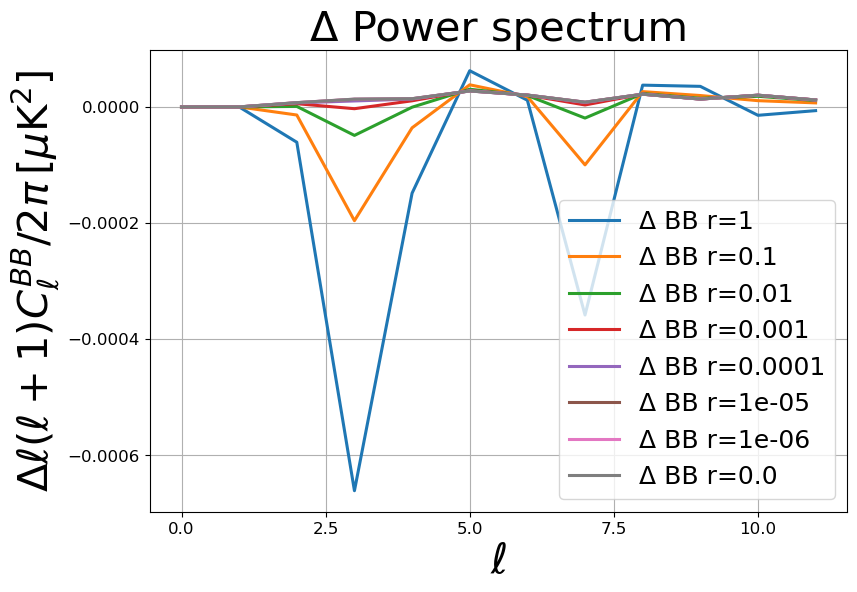 Δ Power spectrum
Δℓ(ℓ + 1)C_ℓ^{BB}/2π [μK²]
0.0000
−0.0002
−0.0004
−0.0006
Δ BB r=1
Δ BB r=0.1
Δ BB r=0.01
Δ BB r=0.001
Δ BB r=0.0001
Δ BB r=1e-05
Δ BB r=1e-06
Δ BB r=0.0
0.0 2.5 5.0 7.5 10.0
ℓ